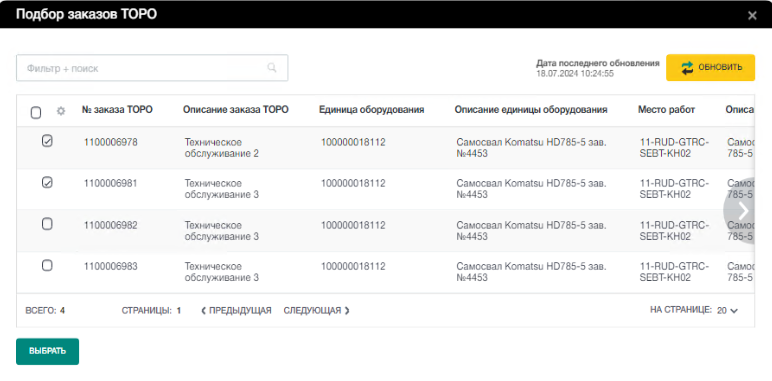 Подбор заказов ТОРО
Фильтр + поиск
Дата последнего обновления
18.07.2024 10:24:55
ОБНОВИТЬ
№ заказа ТОРО Описание заказа ТОРО Единица оборудования Описание единицы оборудования Место работ Описа
1100006978 Техническое 100000018112 Самосвал Komatsu HD785-5 зав. 11-RUD-GTRC- Самос
обслуживание 2 №4453 SEBT-KH02 785-5
1100006981 Техническое 100000018112 Самосвал Komatsu HD785-5 зав. 11-RUD-GTRC- Самос
обслуживание 3 №4453 SEBT-KH02 785-5
1100006982 Техническое 100000018112 Самосвал Komatsu HD785-5 зав. 11-RUD-GTRC- Самос
обслуживание 3 №4453 SEBT-KH02 785-5
1100006983 Техническое 100000018112 Самосвал Komatsu HD785-5 зав. 11-RUD-GTRC- Самос
обслуживание 3 №4453 SEBT-KH02 785-5
ВСЕГО: 4 СТРАНИЦЫ: 1 ПРЕДЫДУЩАЯ СЛЕДУЮЩАЯ НА СТРАНИЦЕ: 20
ВЫБРАТЬ